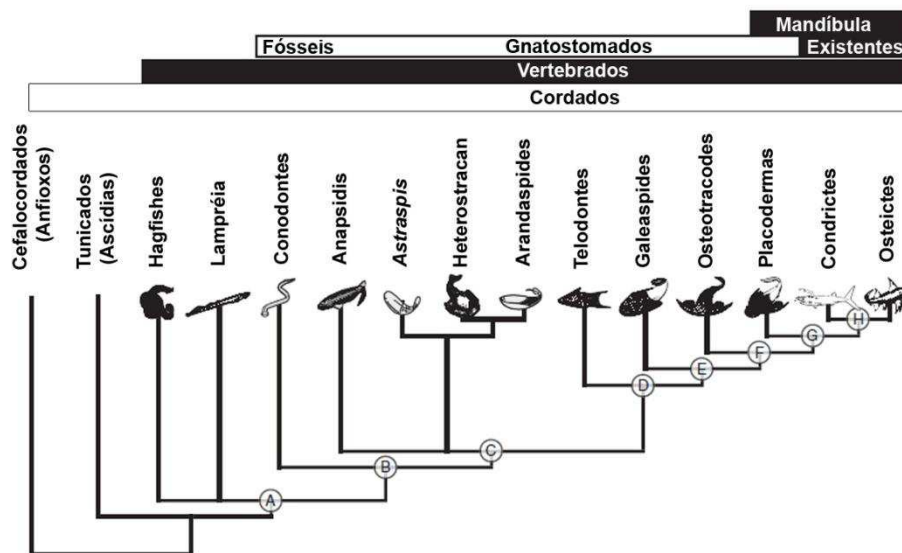 Mandíbula
Fósseis Gnatostomados Existentes
Vertebrados
Cordados
Cefalocordados
(Anfioxos)
Tunicados
(Ascídias)
Hagfishes
Lampréia
Conodontes
Anapsidis
Astraspis
Heterostracan
Arandaspides
Telodontes
Galeaspides
Osteotracodes
Placodermas
Condrictes
Osteictes
H
G
F
E
D
C
B
A